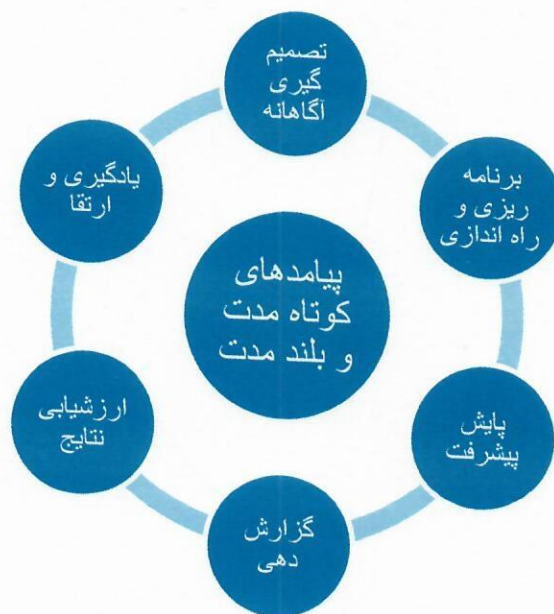 تصمیم
گیری
آگاهانه
برنامه
ریزی و
راه اندازی
پایش
پیشرفت
گزارش
دهی
ارزشیابی
نتایج
یادگیری و
ارتقا
پیامدهای
کوتاه مدت
و بلند مدت